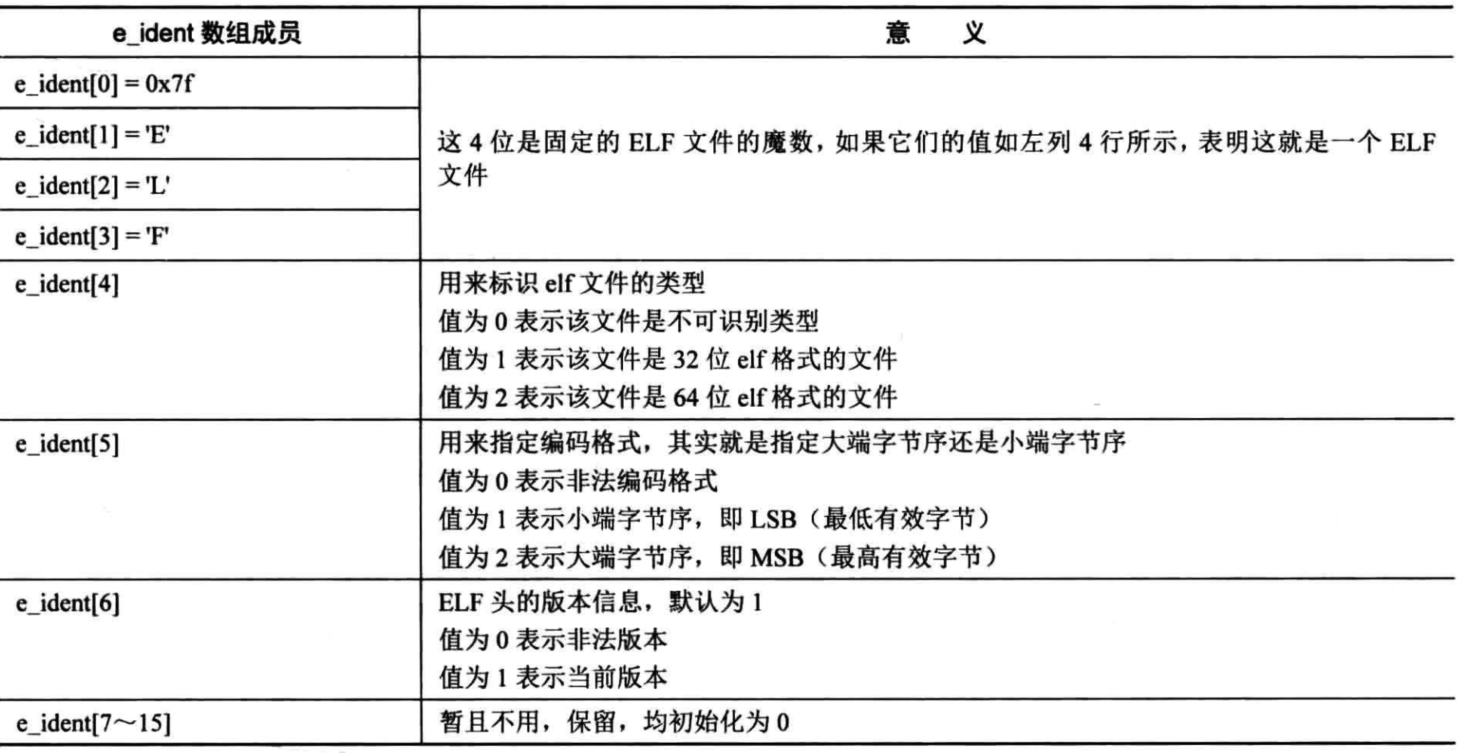 e_ident 数组成员 意 义
e_ident[0] = 0x7f
e_ident[1] = 'E'
e_ident[2] = 'L'
e_ident[3] = 'F'
这 4 位是固定的 ELF 文件的魔数，如果它们的值如左列 4 行所示，表明这就是一个 ELF
文件
e_ident[4]
用来标识 elf 文件的类型
值为 0 表示该文件是不可识别类型
值为 1 表示该文件是 32 位 elf 格式的文件
值为 2 表示该文件是 64 位 elf 格式的文件
e_ident[5]
用来指定编码格式，其实就是指定大端字节序还是小端字节序
值为 0 表示非法编码格式
值为 1 表示小端字节序，即 LSB（最低有效字节）
值为 2 表示大端字节序，即 MSB（最高有效字节）
e_ident[6]
ELF 头的版本信息，默认为 1
值为 0 表示非法版本
值为 1 表示当前版本
e_ident[7～15]
暂且不用，保留，均初始化为 0